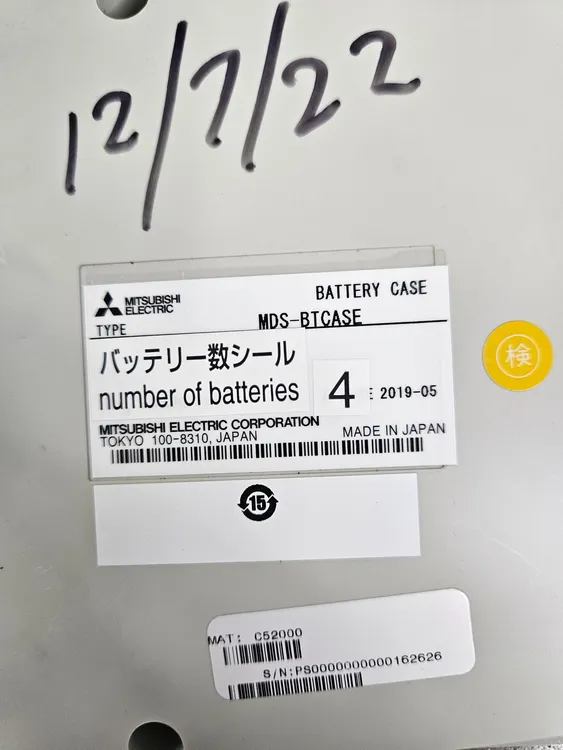 12/7/22
MITSUBISHI
ELECTRIC
BATTERY CASE
TYPE
MDS-BTCASE
バッテリー数シール
number of batteries
4
E 2019-05
MITSUBISHI ELECTRIC CORPORATION
TOKYO 100-8310, JAPAN
MADE IN JAPAN
検
15
MAT: C52000
S/N:PS0000000000162626